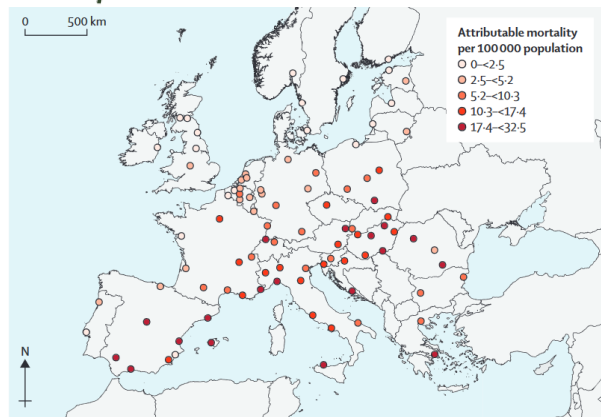 0 500 km
Attributable mortality
per 100 000 population
0–<2·5
2·5–<5·2
5·2–<10·3
10·3–<17·4
17·4–<32·5
N